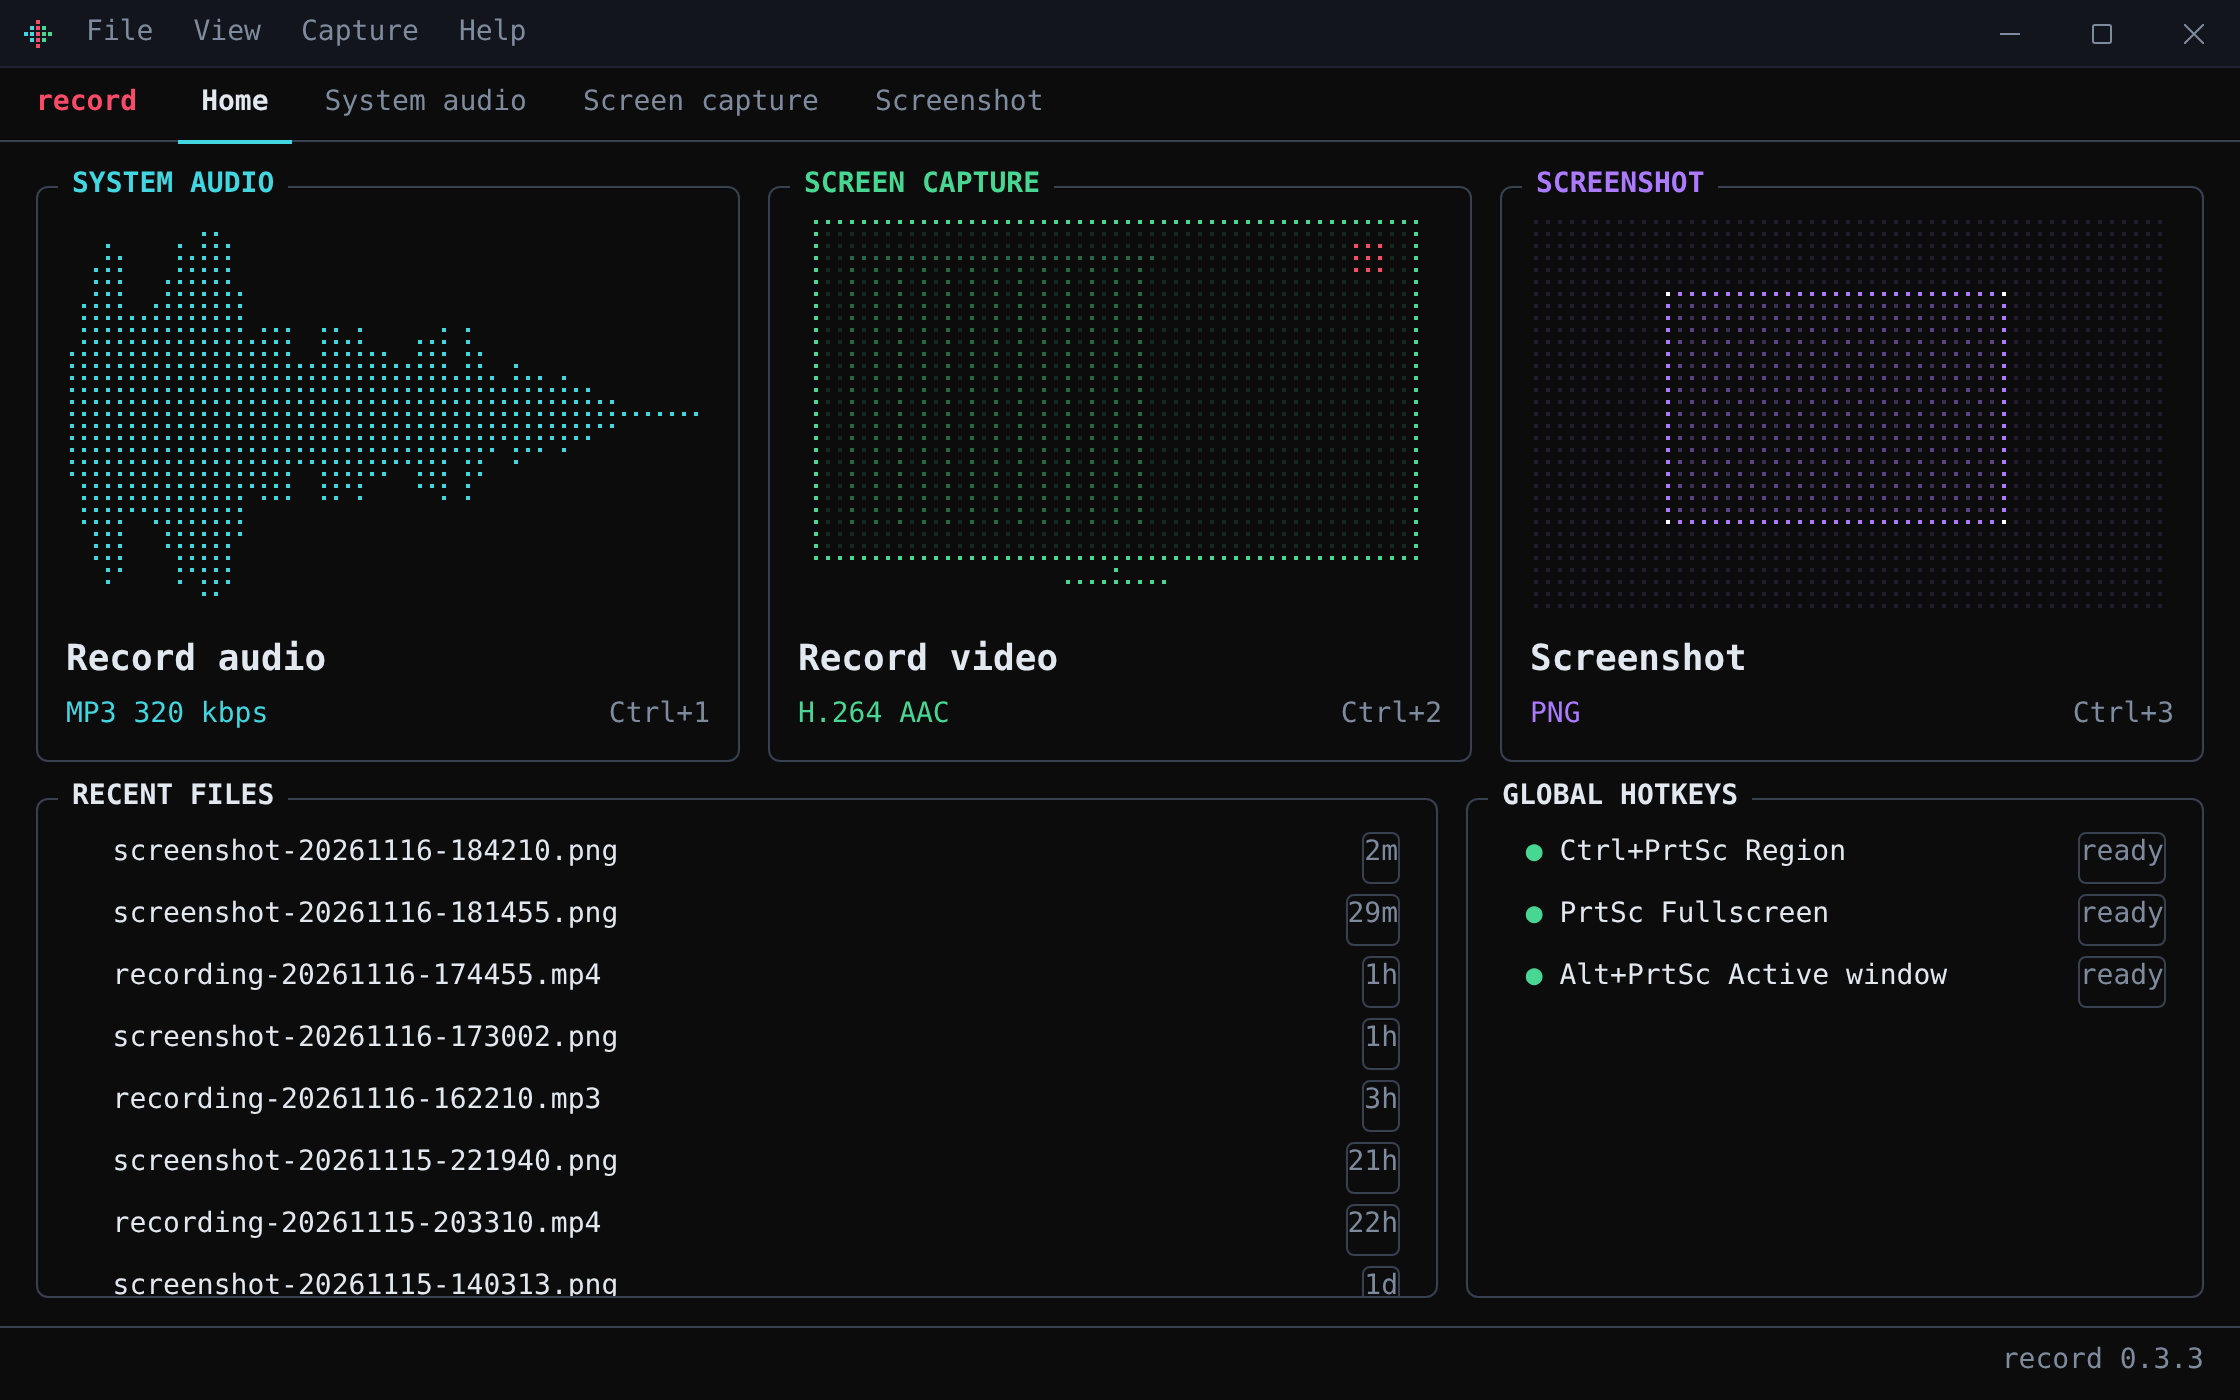 File View Capture Help
record Home System audio Screen capture Screenshot
SYSTEM AUDIO
Record audio
MP3 320 kbps Ctrl+1
SCREEN CAPTURE
Record video
H.264 AAC Ctrl+2
SCREENSHOT
Screenshot
PNG Ctrl+3
RECENT FILES
screenshot-20261116-184210.png 2m
screenshot-20261116-181455.png 29m
recording-20261116-174455.mp4 1h
screenshot-20261116-173002.png 1h
recording-20261116-162210.mp3 3h
screenshot-20261115-221940.png 21h
recording-20261115-203310.mp4 22h
screenshot-20261115-140313.png 1d
GLOBAL HOTKEYS
Ctrl+PrtSc Region ready
PrtSc Fullscreen ready
Alt+PrtSc Active window ready
record 0.3.3